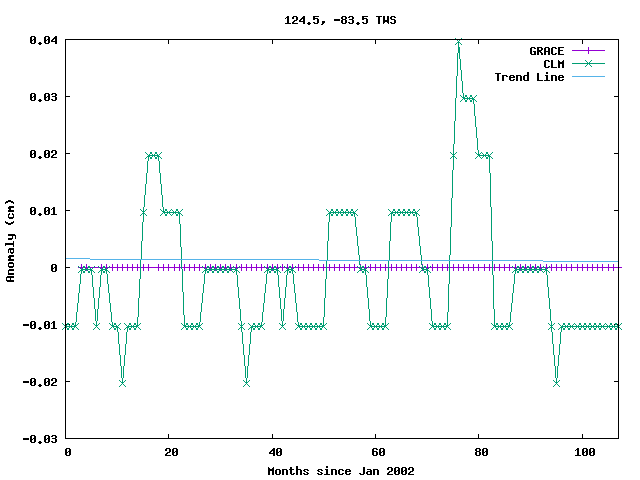 124.5, -83.5 TWS
GRACE
CLM
Trend Line
0.04
0.03
0.02
0.01
0
-0.01
-0.02
-0.03
Anomaly (cm)
0 20 40 60 80 100
Months since Jan 2002